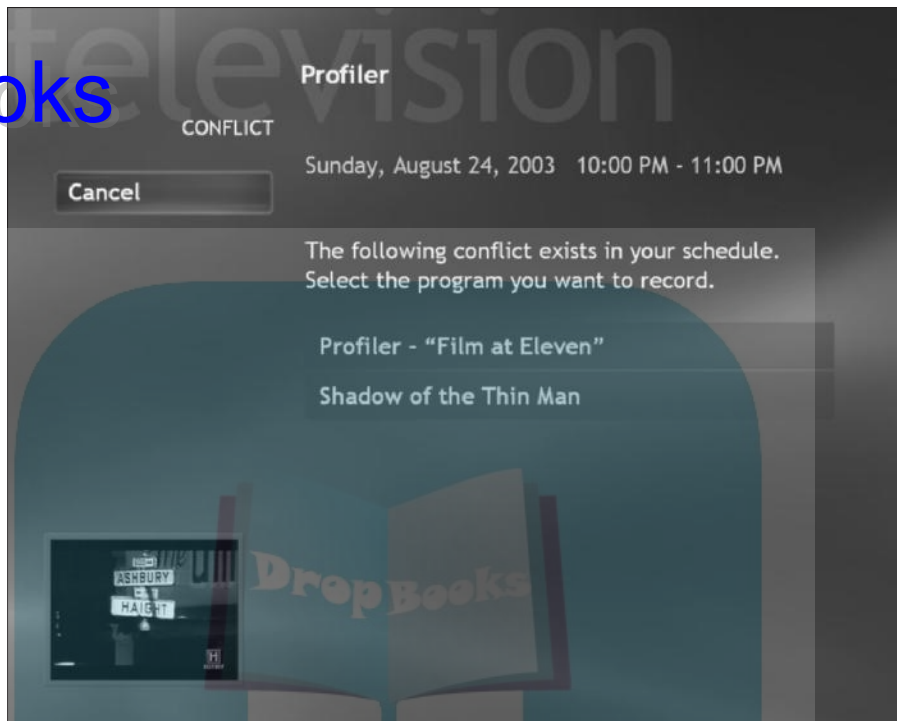 television
oks
Profiler
CONFLICT
Sunday, August 24, 2003 10:00 PM - 11:00 PM
Cancel
The following conflict exists in your schedule.
Select the program you want to record.
Profiler - “Film at Eleven”
Shadow of the Thin Man
um
ASHBURY
HAIGHT
H
DropBooks